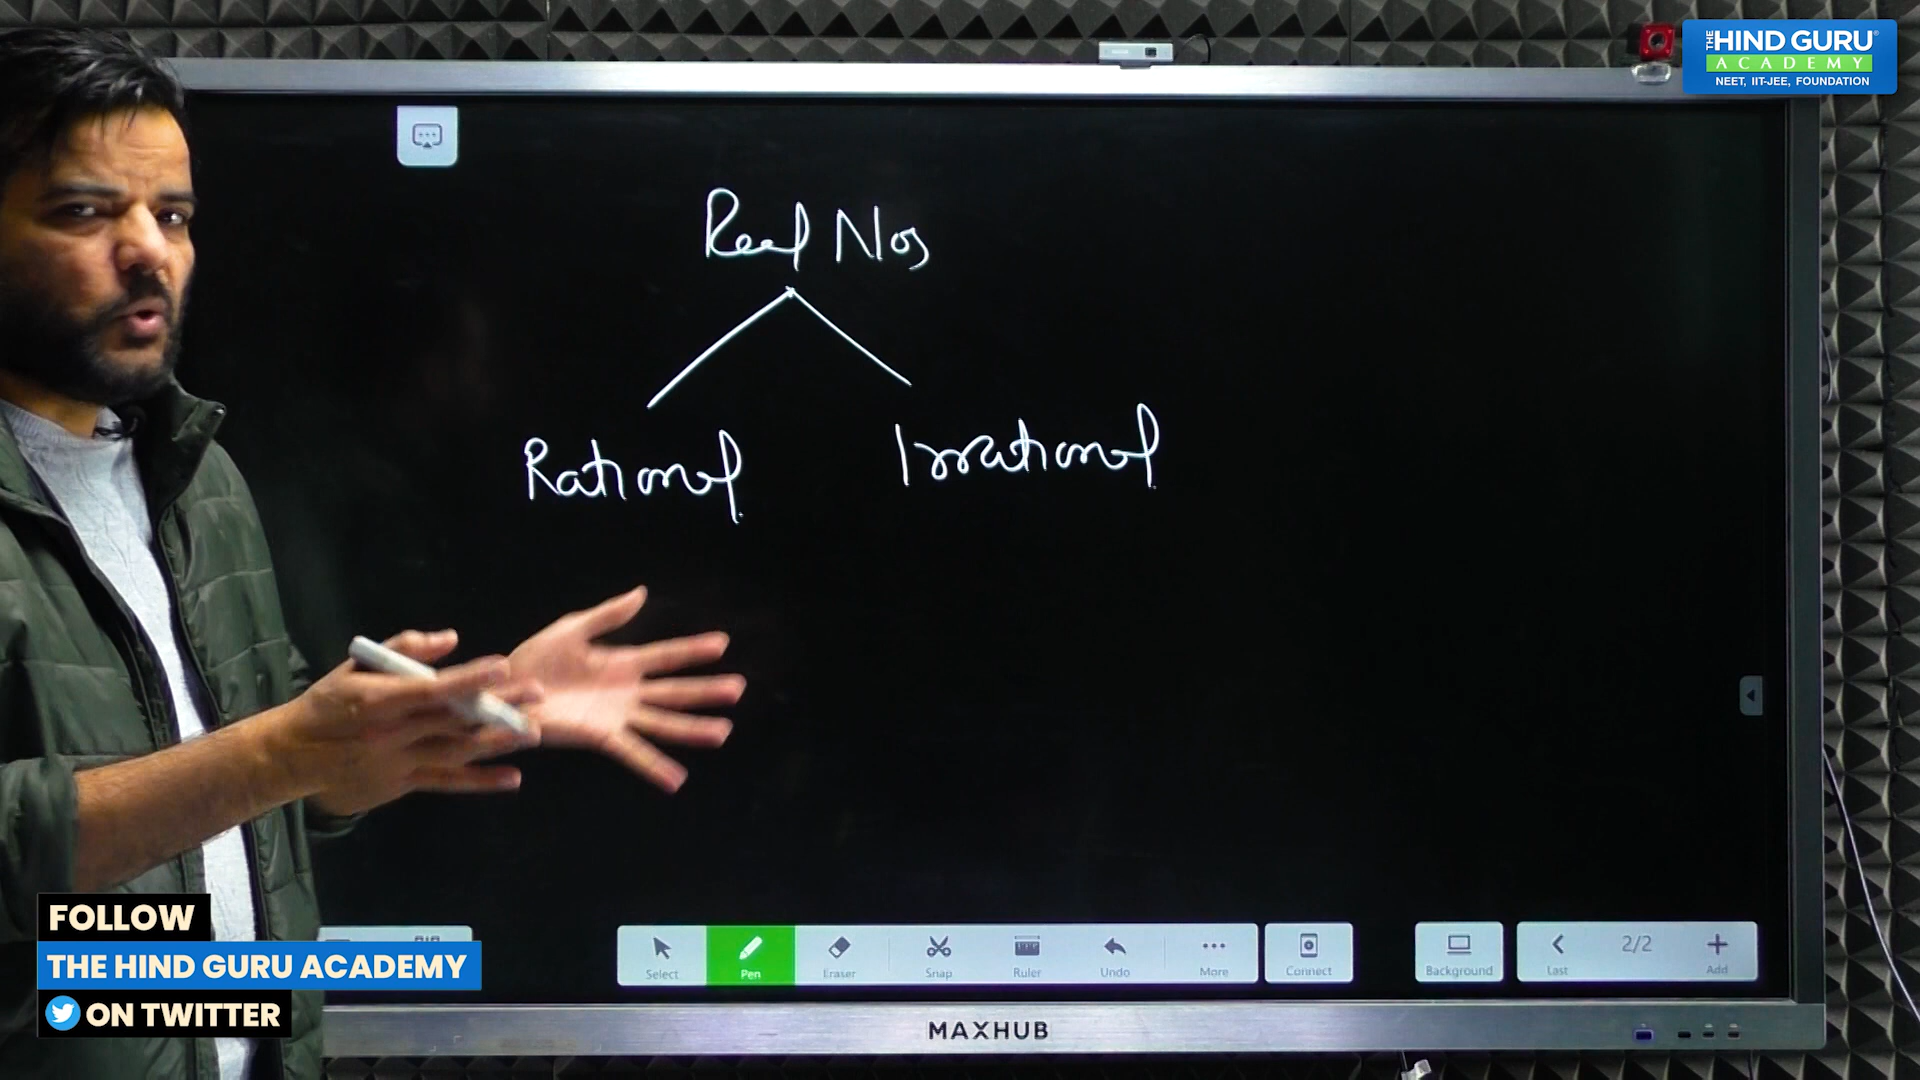 THE HIND GURU®
ACADEMY
NEET, IIT-JEE, FOUNDATION
Real Nos
Rational Irrational
FOLLOW
THE HIND GURU ACADEMY
ON TWITTER
Select Pen Eraser Snap Ruler Undo More Connect Background Last 2/2 Add
MAXHUB